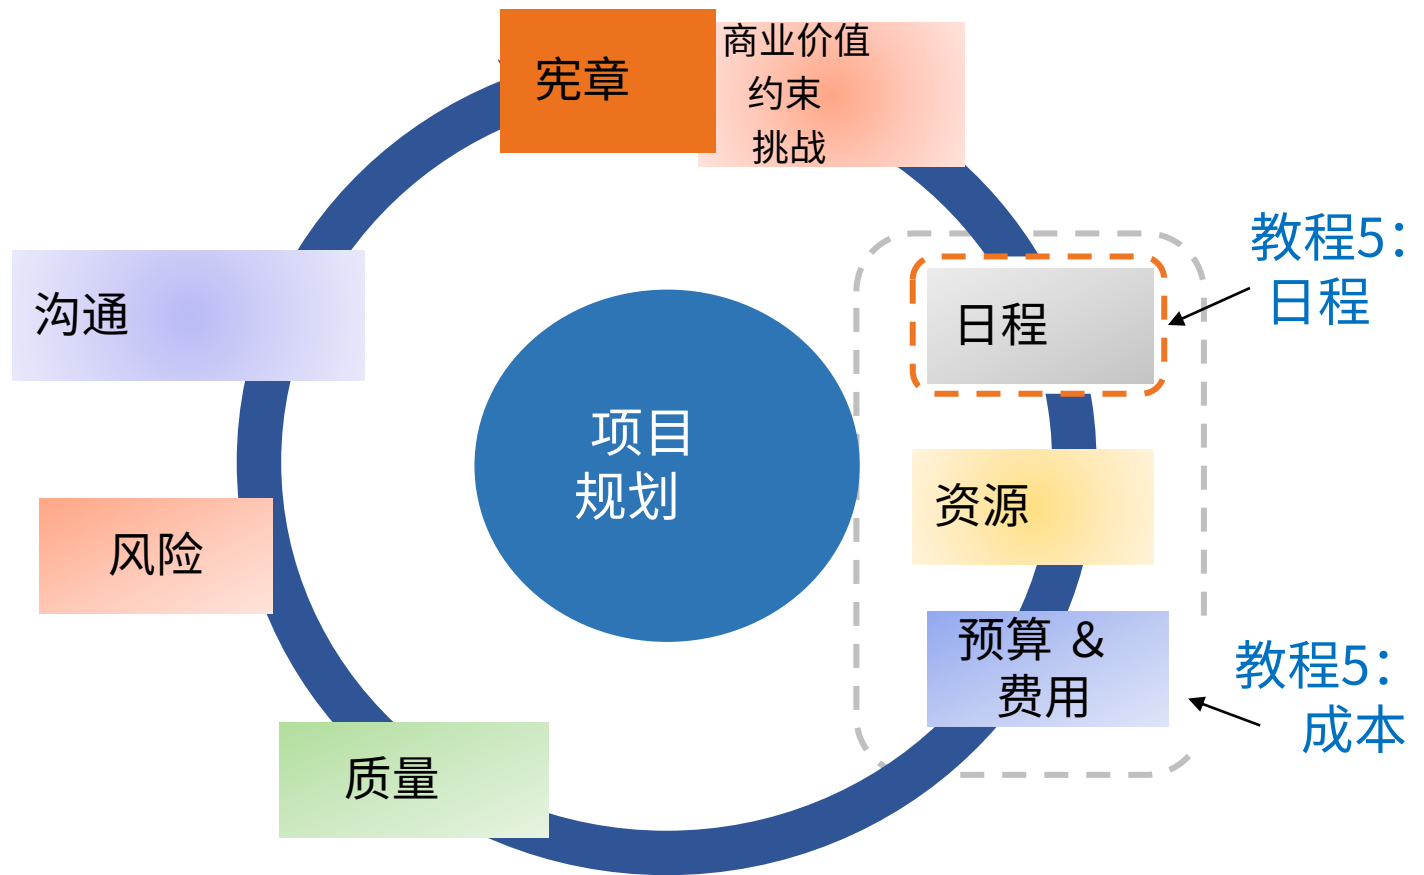 宪章
商业价值
约束
挑战
教程5：
日程
日程
沟通
项目
规划
资源
风险
预算 &
费用
教程5：
成本
质量